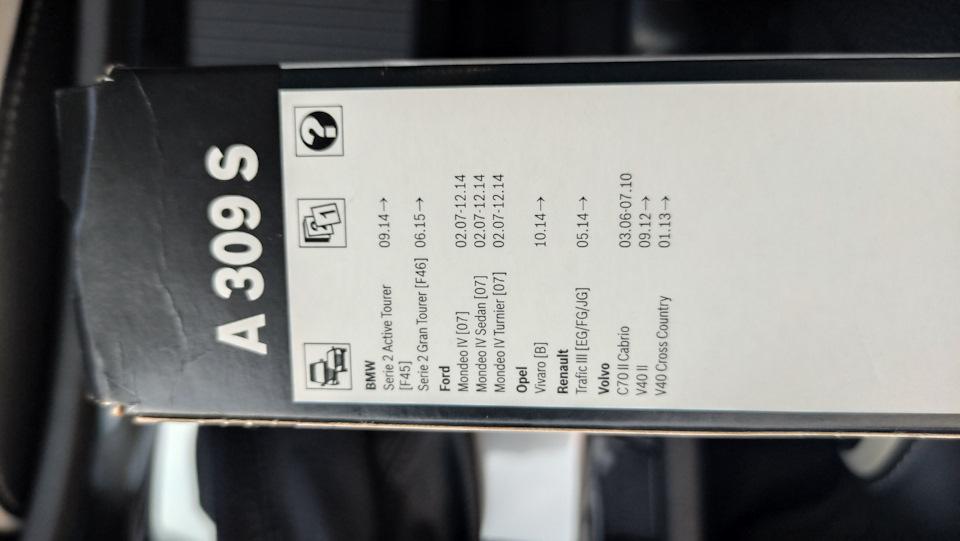 A 309 S
BMW
Serie 2 Active Tourer 09.14→
[F45]
Serie 2 Gran Tourer [F46] 06.15→
Ford
Mondeo IV [07] 02.07-12.14
Mondeo IV Sedan [07] 02.07-12.14
Mondeo IV Turnier [07] 02.07-12.14
Opel
Vivaro [B] 10.14→
Renault
Trafic III [EG/FG/JG] 05.14→
Volvo
C70 II Cabrio 03.06-07.10
V40 II 09.12→
V40 Cross Country 01.13→